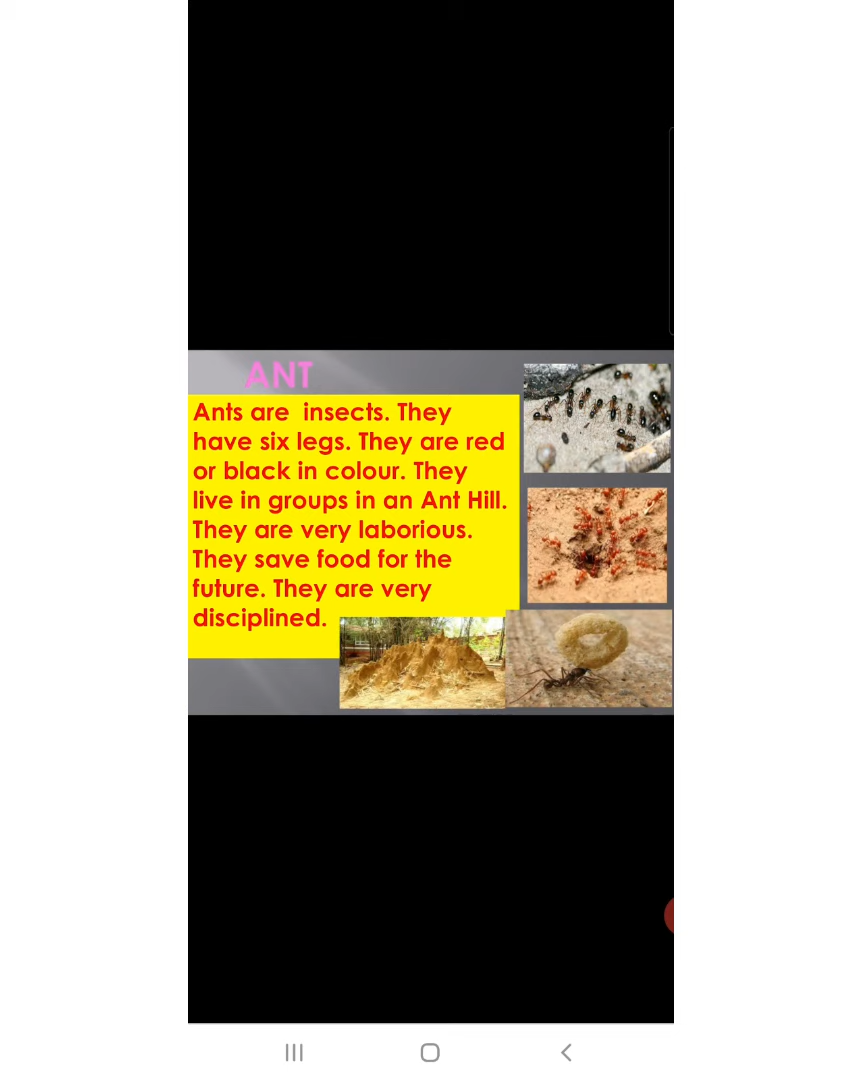 ANT
Ants are  insects. They
have six legs. They are red
or black in colour. They
live in groups in an Ant Hill.
They are very laborious.
They save food for the
future. They are very
disciplined.